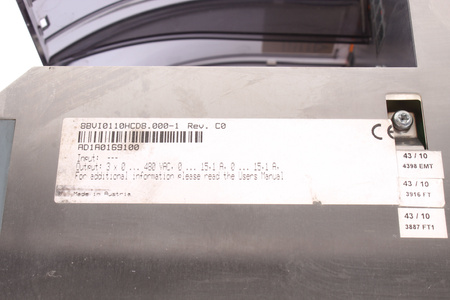 8BVI0110HCD8.000-1 Rev. C0
AD1A0169100
Input: ---
Output: 3 x 0 ... 480 VAC, 0 ... 15.1 A, 0 ... 15.1 A
For additional information please read the Users Manual
Made in Austria
CE
43 / 10
4398 EMT
43 / 10
3916 FT
43 / 10
3887 FT1